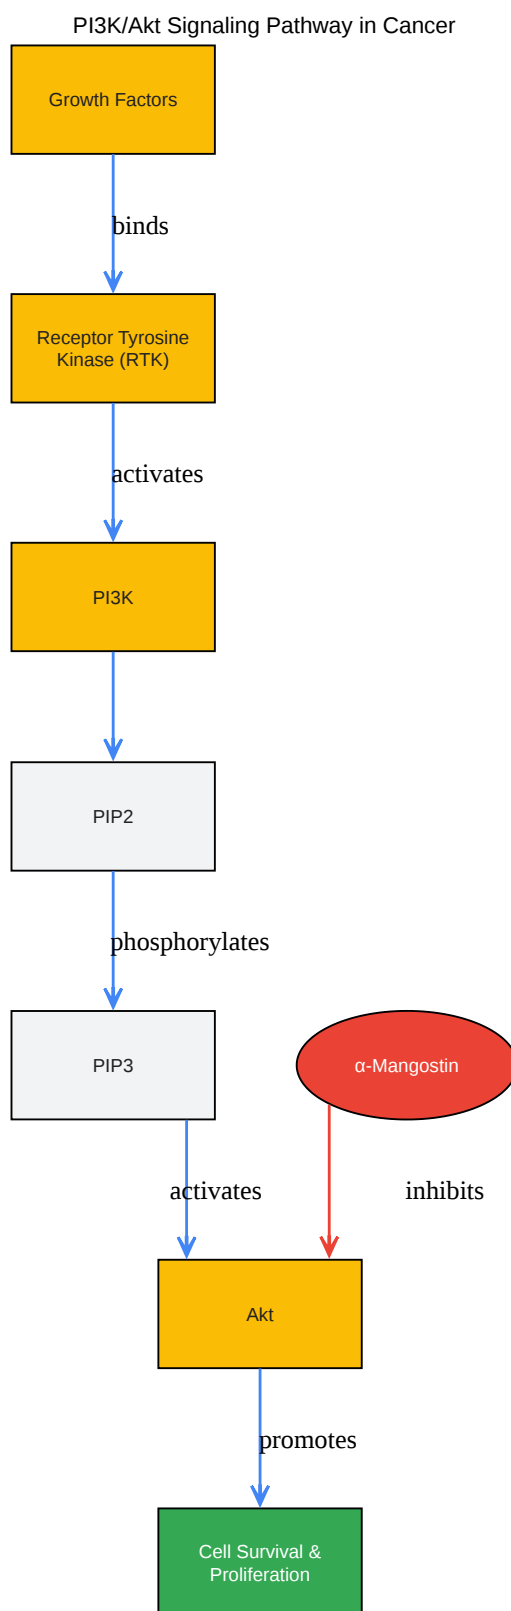 PI3K/Akt Signaling Pathway in Cancer
Growth Factors
binds
Receptor Tyrosine
Kinase (RTK)
activates
PI3K
PIP2
phosphorylates
PIP3
α-Mangostin
activates
inhibits
Akt
promotes
Cell Survival &
Proliferation